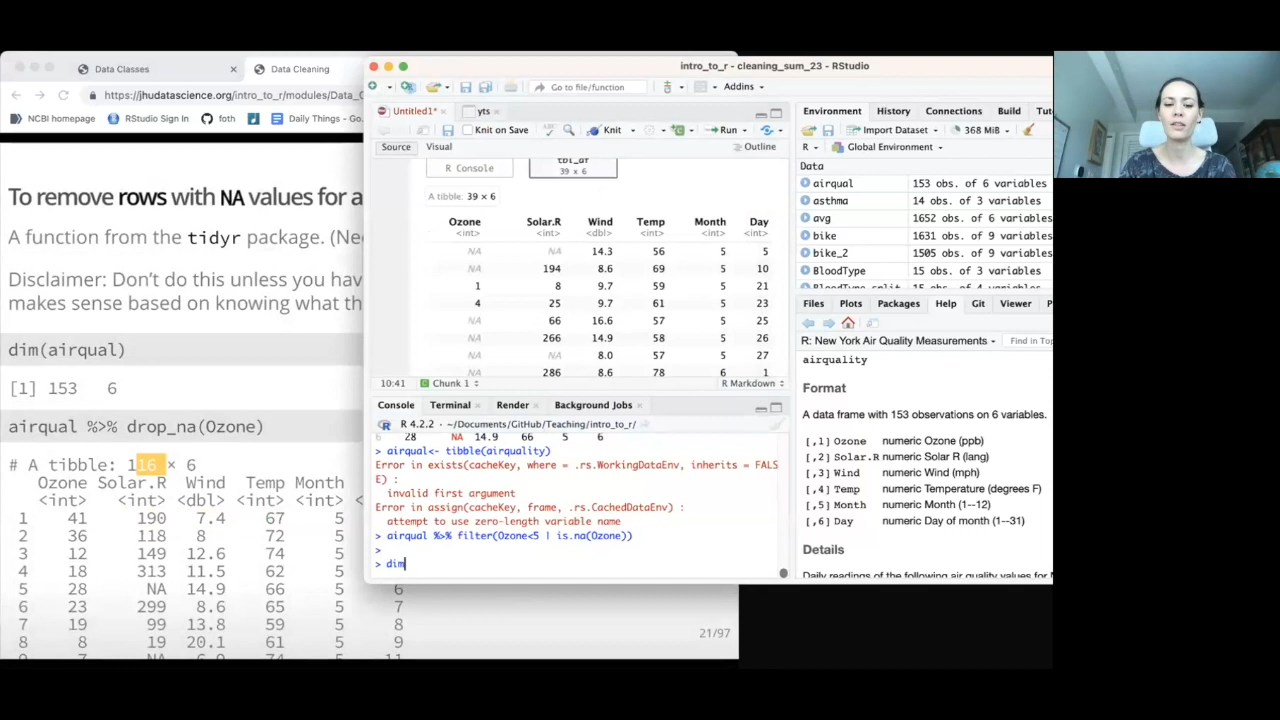 Data Classes
Data Cleaning
https://jhudatascience.org/intro_to_r/modules/Data_C
NCBI homepage
RStudio Sign In
foth
Daily Things - Go.
To remove rows with NA values for a
A function from the tidyr package. (Ne
Disclaimer: Don't do this unless you hav
makes sense based on knowing what th
dim(airqual)
[1] 153 6
airqual %>% drop_na(Ozone)
# A tibble: 116 × 6
Ozone Solar.R Wind Temp Month
<int> <int> <dbl> <int> <int>
1 41 190 7.4 67 5
2 36 118 8 72 5
3 12 149 12.6 74 5
4 18 313 11.5 62 5
5 28 NA 14.9 66 5 6
6 23 299 8.6 65 5 7
7 19 99 13.8 59 5 8
8 8 19 20.1 61 5 9
21/97
intro_to_r - cleaning_sum_23 - RStudio
Go to file/function
Addins
Untitled1*
yts
Knit on Save
Knit
Run
Source
Visual
Outline
R Console
tbl_df
39 × 6
A tibble: 39 × 6
Ozone Solar.R Wind Temp Month Day
<int> <int> <dbl> <int> <int> <int>
NA NA 14.3 56 5 5
NA 194 8.6 69 5 10
1 8 9.7 59 5 21
4 25 9.7 61 5 23
NA 66 16.6 57 5 25
NA 266 14.9 58 5 26
NA NA 8.0 57 5 27
NA 286 8.6 78 6 1
10:41
Chunk 1
R Markdown
Console
Terminal
Render
Background Jobs
R 4.2.2 · ~/Documents/GitHub/Teaching/intro_to_r/
6 28 NA 14.9 66 5 6
> airqual<- tibble(airquality)
Error in exists(cacheKey, where = .rs.WorkingDataEnv, inherits = FALS
E) :
invalid first argument
Error in assign(cacheKey, frame, .rs.CachedDataEnv) :
attempt to use zero-length variable name
> airqual %>% filter(Ozone<5 | is.na(Ozone))
>
> dim
Environment
History
Connections
Build
Tut
Import Dataset
368 MiB
R
Global Environment
Data
airqual 153 obs. of 6 variables
asthma 14 obs. of 3 variables
avg 1652 obs. of 6 variables
bike 1631 obs. of 9 variables
bike_2 1505 obs. of 9 variables
BloodType 15 obs. of 3 variables
Files
Plots
Packages
Help
Git
Viewer
P
R: New York Air Quality Measurements
Find in Top
airquality
Format
A data frame with 153 observations on 6 variables.
[,1] Ozone numeric Ozone (ppb)
[,2] Solar.R numeric Solar R (lang)
[,3] Wind numeric Wind (mph)
[,4] Temp numeric Temperature (degrees F)
[,5] Month numeric Month (1--12)
[,6] Day numeric Day of month (1--31)
Details
Daily readings of the following air quality values for